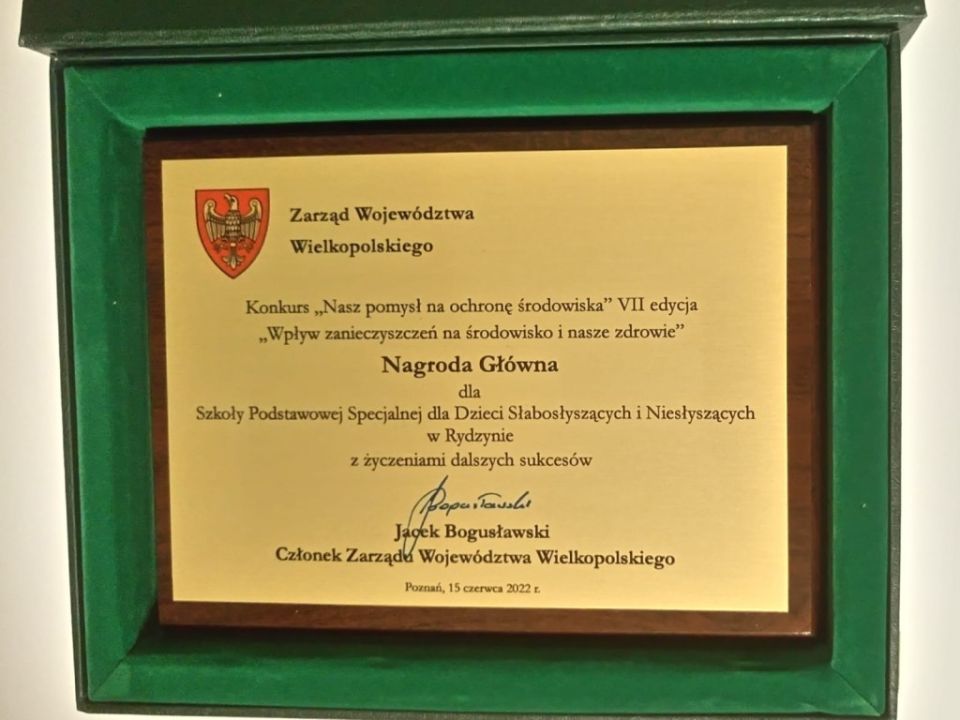 Zarząd Województwa
Wielkopolskiego
Konkurs „Nasz pomysł na ochronę środowiska” VII edycja
„Wpływ zanieczyszczeń na środowisko i nasze zdrowie”
Nagroda Główna
dla
Szkoły Podstawowej Specjalnej dla Dzieci Słabosłyszących i Niesłyszących
w Rydzynie
z życzeniami dalszych sukcesów
JBogusławski
Jacek Bogusławski
Członek Zarządu Województwa Wielkopolskiego
Poznań, 15 czerwca 2022 r.